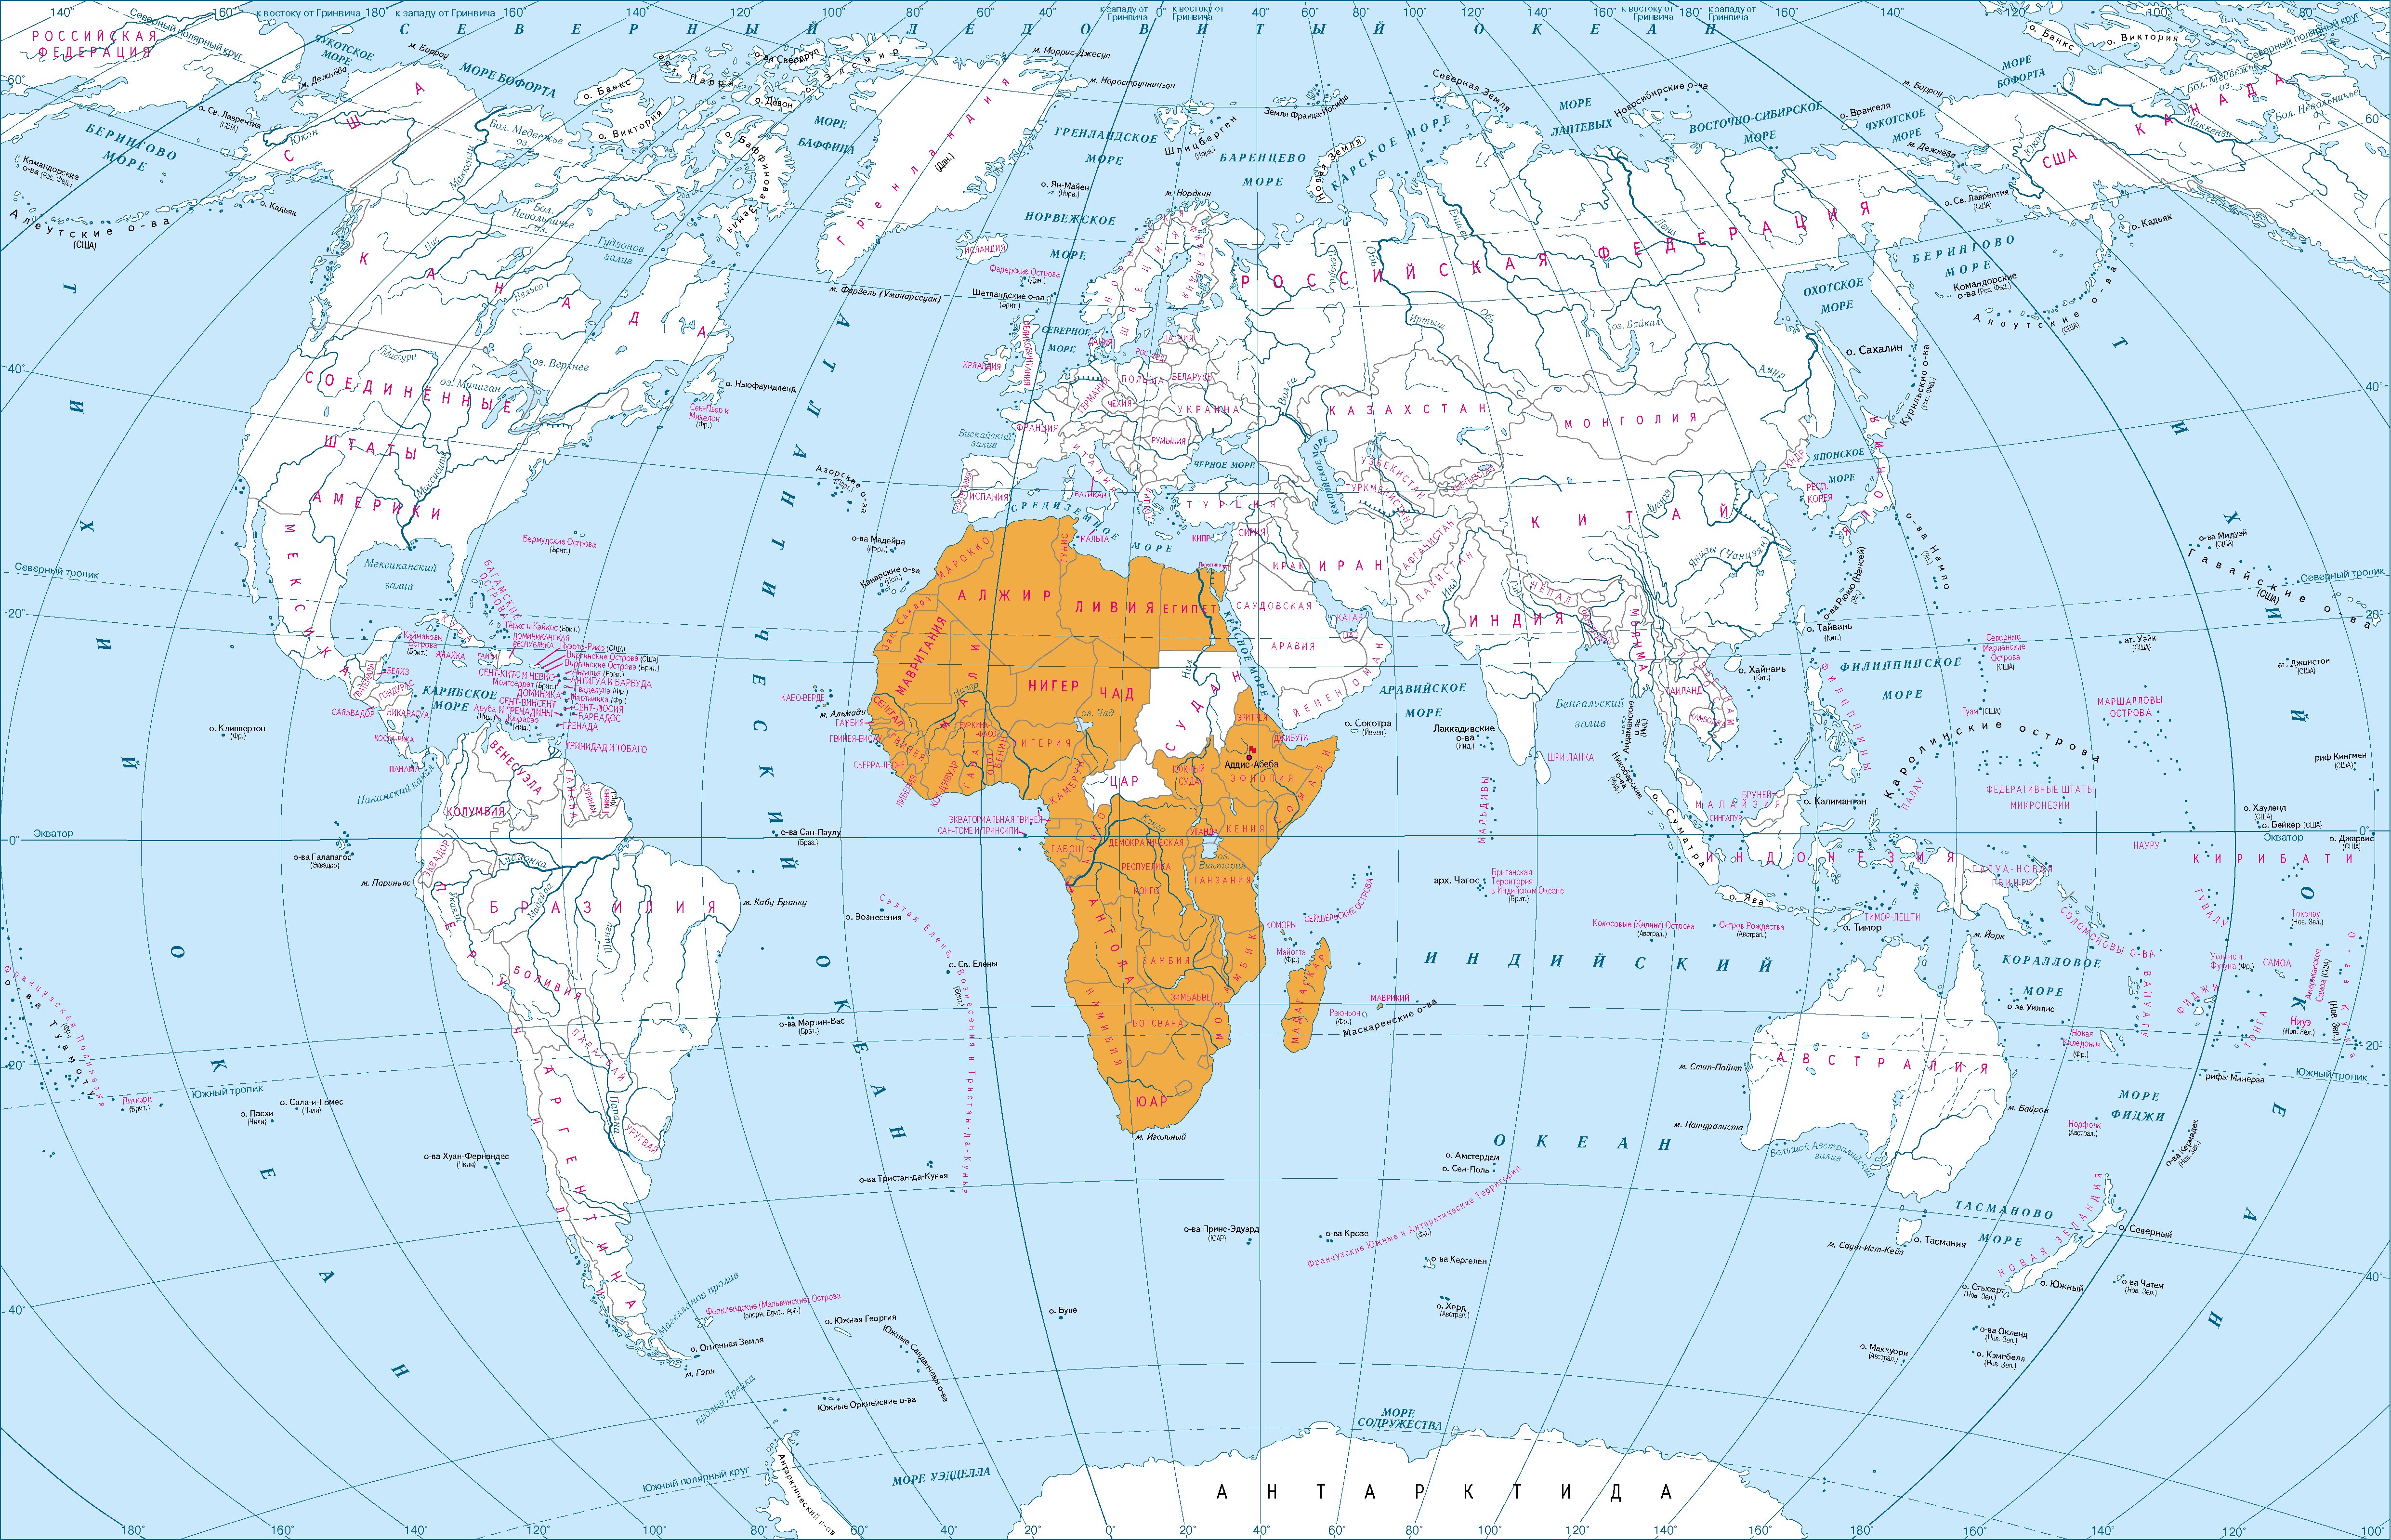 140°
160°
к востоку от Гринвича
180°
к западу от Гринвича
160°
140°
120°
100°
80°
60°
40°
к западу от
Гринвича
0°
к востоку от
Гринвича
40°
60°
80°
100°
120°
140°
160°
к востоку от
Гринвича
180°
к западу от
Гринвича
160°
140°
120°
100°
80°
СЕВЕРНЫЙ ЛЕДОВИТЫЙ ОКЕАН
РОССИЙСКАЯ
ФЕДЕРАЦИЯ
Северный полярный круг
ЧУКОТСКОЕ
МОРЕ
м. Дежнёва
м. Барроу
МОРЕ БОФОРТА
о. Банкс
о. Виктория
арх. Парри
о-ва Свердруп
о. Элсмир
о. Девон
о. Баффинова Земля
МОРЕ
БАФФИНА
м. Моррис-Джесуп
м. Нордоструннинген
Гренландия
(Дан.)
ГРЕНЛАНДСКОЕ
МОРЕ
Шпицберген
(Норв.)
Земля Франца-Иосифа
БАРЕНЦЕВО
МОРЕ
Новая Земля
КАРСКОЕ МОРЕ
Северная Земля
МОРЕ
ЛАПТЕВЫХ
Новосибирские о-ва
ВОСТОЧНО-СИБИРСКОЕ
МОРЕ
о. Врангеля
ЧУКОТСКОЕ
МОРЕ
м. Дежнёва
м. Барроу
МОРЕ
БОФОРТА
о. Банкс
о. Виктория
Северный полярный круг
Бол. Медвежье
оз.
КАНАДА
Маккензи
Бол. Невольничье
оз.
США
Юкон
60°
БЕРИНГОВО
МОРЕ
о. Св. Лаврентия
(США)
США
Юкон
Маккензи
Бол. Медвежье
оз.
Командорские
о-ва (Рос. Фед.)
Алеутские о-ва
(США)
о. Кадьяк
Бол.
Невольничье
оз.
Гудзонов
залив
КАНАДА
Пис
Нельсон
м. Фарвель (Уманарссуак)
о. Ян-Майен
(Норв.)
НОРВЕЖСКОЕ
МОРЕ
м. Нордкин
ИСЛАНДИЯ
Фарерские Острова
(Дан.)
Шетландские о-ва
(Брит.)
СЕВЕРНОЕ
МОРЕ
НОРВЕГИЯ
ШВЕЦИЯ
ФИНЛЯНДИЯ
ДАНИЯ
ЛАТВИЯ
ИРЛАНДИЯ
ВЕЛИКОБРИТАНИЯ
ГЕРМАНИЯ
ПОЛЬША
БЕЛАРУСЬ
ЧЕХИЯ
УКРАИНА
ФРАНЦИЯ
РУМЫНИЯ
ИТАЛИЯ
ВАТИКАН
Бискайский
залив
ИСПАНИЯ
ПОРТУГАЛИЯ
ГРЕЦИЯ
ЧЕРНОЕ МОРЕ
ТУРЦИЯ
СРЕДИЗЕМНОЕ МОРЕ
МАЛЬТА
КИПР
СИРИЯ
РОССИЙСКАЯ ФЕДЕРАЦИЯ
Печора
Обь
Енисей
Лена
Иртыш
Обь
Волга
оз. Байкал
Амур
КАЗАХСТАН
МОНГОЛИЯ
КАСПИЙСКОЕ МОРЕ
УЗБЕКИСТАН
ТУРКМЕНИСТАН
КЫРГЫЗСТАН
КИТАЙ
Хуанхэ
Янцзы (Чанцзян)
АФГАНИСТАН
ПАКИСТАН
ИРАК
ИРАН
САУДОВСКАЯ
АРАВИЯ
КАТАР
ОАЭ
ОМАН
ЙЕМЕН
Инд
Ганг
НЕПАЛ
ИНДИЯ
МЬЯНМА
ТАИЛАНД
ВЬЕТНАМ
КАМБОДЖА
ОХОТСКОЕ
МОРЕ
о. Сахалин
Курильские о-ва
(Рос. Фед.)
КНДР
РЕСП.
КОРЕЯ
ЯПОНСКОЕ
МОРЕ
ЯПОНИЯ
о-ва Нампо
(Яп.)
о-ва Рюкю (Нансей)
(Яп.)
о. Тайвань
(Кит.)
о. Хайнань
(Кит.)
о. Св. Лаврентия
(США)
о. Кадьяк
БЕРИНГОВО
МОРЕ
Командорские
о-ва (Рос. Фед.)
Алеутские о-ва
(США)
40°
СОЕДИНЁННЫЕ
ШТАТЫ
АМЕРИКИ
Миссури
оз. Мичиган
оз. Верхнее
Миссисипи
о. Ньюфаундленд
Сен-Пьер и
Микелон
(Фр.)
Азорские о-ва
(Порт.)
о-ва Мадейра
(Порт.)
Канарские о-ва
(Исп.)
Бермудские Острова
(Брит.)
Северный тропик
20°
МЕКСИКА
Мексиканский
залив
БАГАМСКИЕ
ОСТРОВА
КУБА
Теркс и Кайкос (Брит.)
ДОМИНИКАНСКАЯ
РЕСПУБЛИКА
Пуэрто-Рико (США)
Виргинские Острова (США)
Виргинские Острова (Брит.)
Ангилья (Брит.)
СЕНТ-КИТС И НЕВИС
АНТИГУА И БАРБУДА
Монтсеррат (Брит.)
Гваделупа (Фр.)
ДОМИНИКА
Мартиника (Фр.)
СЕНТ-ВИНСЕНТ
И ГРЕНАДИНЫ
СЕНТ-ЛЮСИЯ
БАРБАДОС
Аруба
(Нид.)
Кюрасао
(Нид.)
ГРЕНАДА
ТРИНИДАД И ТОБАГО
Каймановы
Острова
(Брит.)
ЯМАЙКА
ГАИТИ
БЕЛИЗ
ГВАТЕМАЛА
ГОНДУРАС
САЛЬВАДОР
НИКАРАГУА
КОСТА-РИКА
ПАНАМА
Панамский канал
КАРИБСКОЕ
МОРЕ
о. Клиппертон
(Фр.)
ВЕНЕСУЭЛА
КОЛУМБИЯ
ГАЙАНА
СУРИНАМ
ЭКВАДОР
ПЕРУ
БРАЗИЛИЯ
БОЛИВИЯ
ПАРАГВАЙ
УРУГВАЙ
ЧИЛИ
АРГЕНТИНА
Амазонка
Укаяли
Мадейра
Шингу
Парана
Экватор
0°
о-ва Галапагос
(Эквадор)
м. Париньяс
м. Кабу-Бранку
о-ва Сан-Паулу
(Браз.)
о. Вознесения
о. Св. Елены
(Брит.)
Святая Елена, Вознесения и Тристан-да-Кунья
о-ва Мартин-Вас
(Браз.)
о-ва Тристан-да-Кунья
АТЛАНТИЧЕСКИЙ ОКЕАН
ТИХИЙ ОКЕАН
Французская Полинезия
(Фр.)
о-ва Туамоту
Питкэрн
(Брит.)
Южный тропик
о. Пасхи
(Чили)
о. Сала-и-Гомес
(Чили)
о-ва Хуан-Фернандес
(Чили)
20°
40°
МАРОККО
АЛЖИР
ТУНИС
ЛИВИЯ
ЕГИПЕТ
Зап. Сахара
МАВРИТАНИЯ
МАЛИ
НИГЕР
ЧАД
СУДАН
Нил
Нигер
оз. Чад
КРАСНОЕ МОРЕ
ЭРИТРЕЯ
ДЖИБУТИ
Аддис-Абеба
ЭФИОПИЯ
СОМАЛИ
ЮЖНЫЙ
СУДАН
ЦАР
КАМЕРУН
НИГЕРИЯ
БЕНИН
ТОГО
ГАНА
БУРКИНА-
ФАСО
КОТ-Д'ИВУАР
ЛИБЕРИЯ
СЬЕРРА-ЛЕОНЕ
ГВИНЕЯ
ГВИНЕЯ-БИСАУ
ГАМБИЯ
СЕНЕГАЛ
КАБО-ВЕРДЕ
м. Альмади
ЭКВАТОРИАЛЬНАЯ ГВИНЕЯ
САН-ТОМЕ И ПРИНСИПИ
ГАБОН
КОНГО
Конго
ДЕМОКРАТИЧЕСКАЯ
РЕСПУБЛИКА
КОНГО
УГАНДА
КЕНИЯ
оз.
Виктория
ТАНЗАНИЯ
АНГОЛА
ЗАМБИЯ
МОЗАМБИК
ЗИМБАБВЕ
БОТСВАНА
НАМИБИЯ
ЮАР
м. Игольный
МАДАГАСКАР
КОМОРЫ
Майотта
(Фр.)
СЕЙШЕЛЬСКИЕ ОСТРОВА
МАВРИКИЙ
Реюньон
(Фр.)
Маскаренские о-ва
АРАВИЙСКОЕ
МОРЕ
о. Сокотра
(Йемен)
Лаккадивские
о-ва
(Инд.)
МАЛЬДИВЫ
ШРИ-ЛАНКА
Бенгальский
залив
Андаманские
о-ва
(Инд.)
Никобарские
о-ва
(Инд.)
арх. Чагос
Британская
Территория
в Индийском Океане
(Брит.)
ИНДИЙСКИЙ
ОКЕАН
Кокосовые (Килинг) Острова
(Австрал.)
Остров Рождества
(Австрал.)
о. Суматра
МАЛАЙЗИЯ
СИНГАПУР
БРУНЕЙ
о. Калимантан
ИНДОНЕЗИЯ
о. Ява
ТИМОР-ЛЕШТИ
о. Тимор
ФИЛИППИНЫ
ФИЛИППИНСКОЕ
МОРЕ
Северные
Марианские
Острова
(США)
Гуам (США)
ПАЛАУ
Каролинские острова
ФЕДЕРАТИВНЫЕ ШТАТЫ
МИКРОНЕЗИИ
МАРШАЛЛОВЫ
ОСТРОВА
ат. Уэйк
(США)
ат. Джонстон
(США)
о-ва Мидуэй
(США)
Гавайские о-ва
(США)
Северный тропик
20°
риф Кингмен
(США)
о. Хауленд
(США)
о. Бейкер (США)
о. Джарвис
(США)
Экватор
0°
НАУРУ
КИРИБАТИ
ПАПУА-НОВАЯ
ГВИНЕЯ
СОЛОМОНОВЫ О-ВА
ТУВАЛУ
Токелау
(Нов. Зел.)
Уоллис и
Футуна (Фр.)
САМОА
Американское
Самоа (США)
о-ва Кука
(Нов. Зел.)
Ниуэ
(Нов. Зел.)
ТОНГА
ФИДЖИ
ВАНУАТУ
Новая
Каледония
(Фр.)
м. Йорк
КОРАЛЛОВОЕ
МОРЕ
о-ва Уиллис
АВСТРАЛИЯ
м. Стип-Пойнт
м. Натуралиста
м. Байрон
Большой Австралийский
залив
рифы Минерва
Южный тропик
20°
МОРЕ
ФИДЖИ
Норфолк
(Австрал.)
о-ва Кермадек
(Нов. Зел.)
ТИХИЙ ОКЕАН
ТАСМАНОВО
МОРЕ
м. Саут-Ист-Кейп
о. Тасмания
НОВАЯ ЗЕЛАНДИЯ
о. Северный
о. Южный
о. Стьюарт
(Нов. Зел.)
о-ва Чатем
(Нов. Зел.)
о-ва Окленд
(Нов. Зел.)
о. Кэмпбелл
(Нов. Зел.)
о. Маккуори
(Австрал.)
40°
о. Амстердам
о. Сен-Поль
Французские Южные и Антарктические Территории
(Фр.)
о-ва Принс-Эдуард
(ЮАР)
о-ва Крозе
о-ва Кергелен
о. Херд
(Австрал.)
о. Буве
Магелланов пролив
Фолклендские (Мальвинские) Острова
(оспор. Брит., Арг.)
о. Южная Георгия
Южные Сандвичевы о-ва
о. Огненная Земля
м. Горн
пролив Дрейка
Южные Оркнейские о-ва
Антарктический п-ов
Южный полярный круг
МОРЕ УЭДДЕЛЛА
МОРЕ
СОДРУЖЕСТВА
АНТАРКТИДА
180°
160°
140°
120°
100°
80°
60°
40°
20°
0°
20°
40°
60°
80°
100°
120°
140°
160°
180°
160°
140°
120°
100°